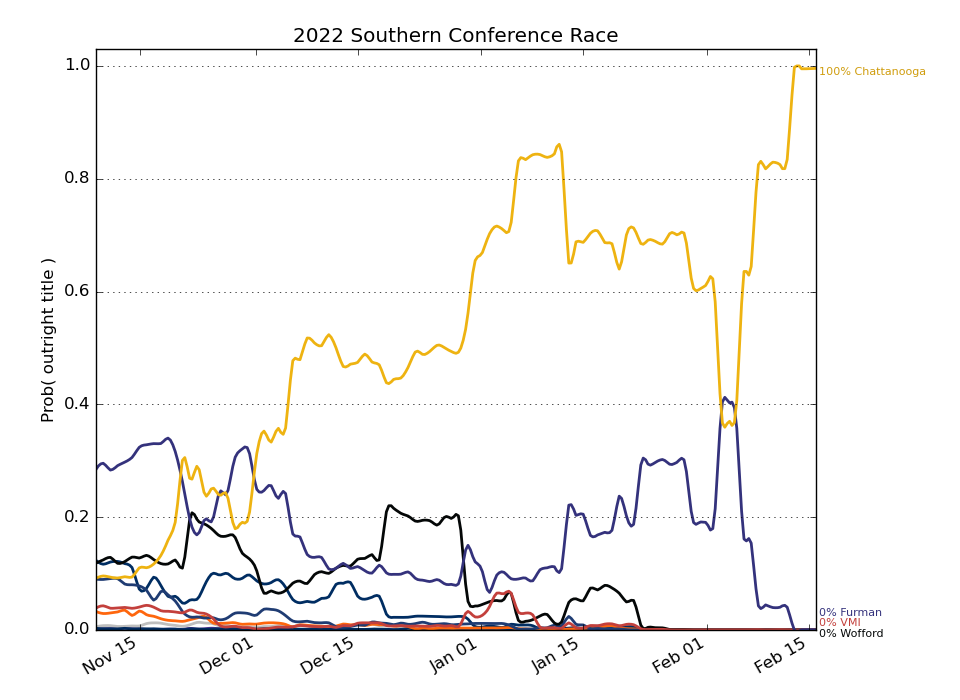 2022 Southern Conference Race
Prob( outright title )
1.0
0.8
0.6
0.4
0.2
0.0
100% Chattanooga
0% Furman
0% VMI
0% Wofford
Nov 15
Dec 01
Dec 15
Jan 01
Jan 15
Feb 01
Feb 15